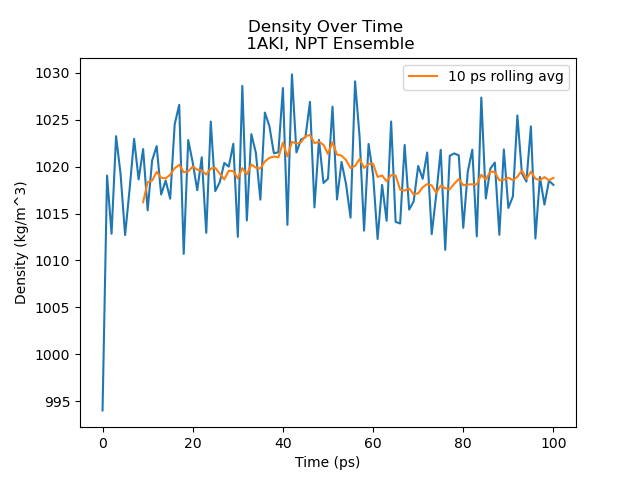 Density Over Time
1AKI, NPT Ensemble
10 ps rolling avg
Density (kg/m^3)
1030
1025
1020
1015
1010
1005
1000
995
0 20 40 60 80 100
Time (ps)